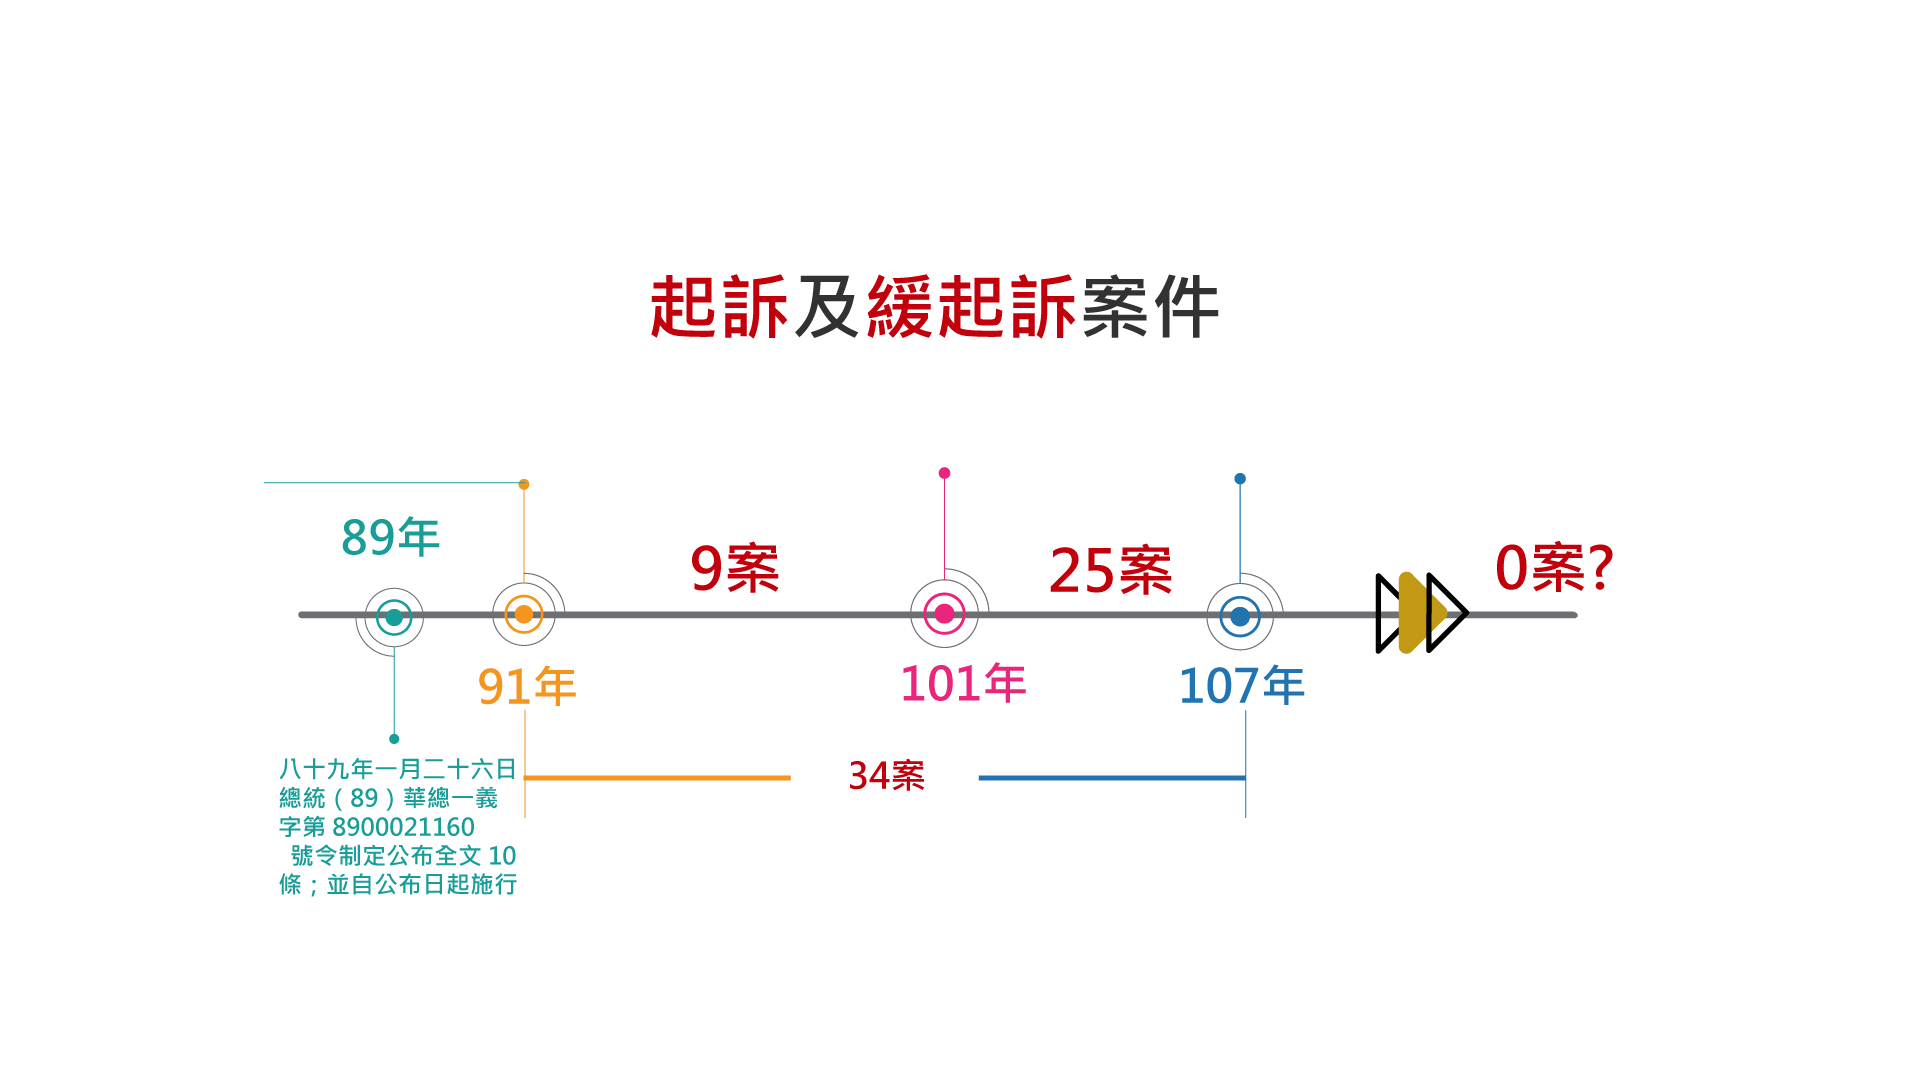 起訴及緩起訴案件
89年
9案
25案
0案?
91年
101年
107年
34案
八十九年一月二十六日
總統（89）華總一義
字第 8900021160
號令制定公布全文 10
條；並自公布日起施行